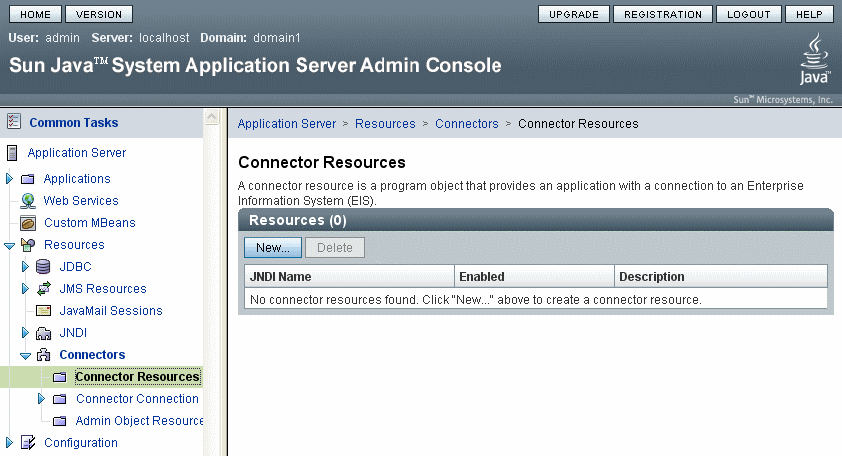 HOME VERSION UPGRADE REGISTRATION LOGOUT HELP
User: admin Server: localhost Domain: domain1
Sun Java™ System Application Server Admin Console
Java™
Sun™ Microsystems, Inc.
Common Tasks
Application Server
Applications
Web Services
Custom MBeans
Resources
JDBC
JMS Resources
JavaMail Sessions
JNDI
Connectors
Connector Resources
Connector Connection
Admin Object Resource
Configuration
Application Server > Resources > Connectors > Connector Resources
Connector Resources
A connector resource is a program object that provides an application with a connection to an Enterprise
Information System (EIS).
Resources (0)
New... Delete
JNDI Name Enabled Description
No connector resources found. Click "New..." above to create a connector resource.